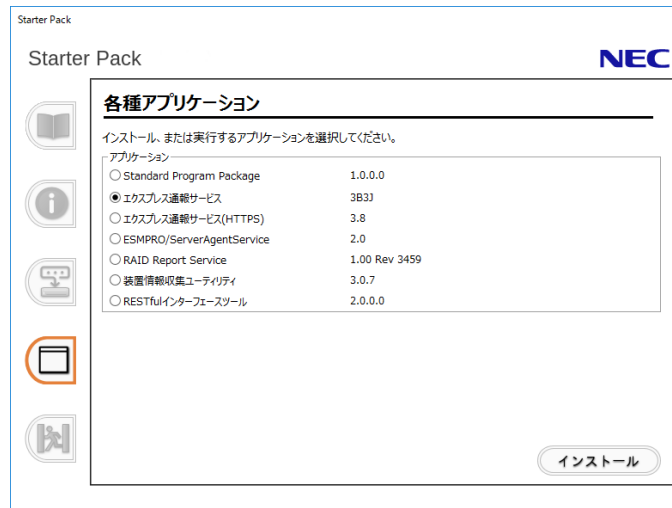 Starter Pack
Starter Pack
NEC
各種アプリケーション
インストール、または実行するアプリケーションを選択してください。
アプリケーション
Standard Program Package 1.0.0.0
エクスプレス通報サービス 3B3J
エクスプレス通報サービス(HTTPS) 3.8
ESMPRO/ServerAgentService 2.0
RAID Report Service 1.00 Rev 3459
装置情報収集ユーティリティ 3.0.7
RESTfulインターフェースツール 2.0.0.0
インストール